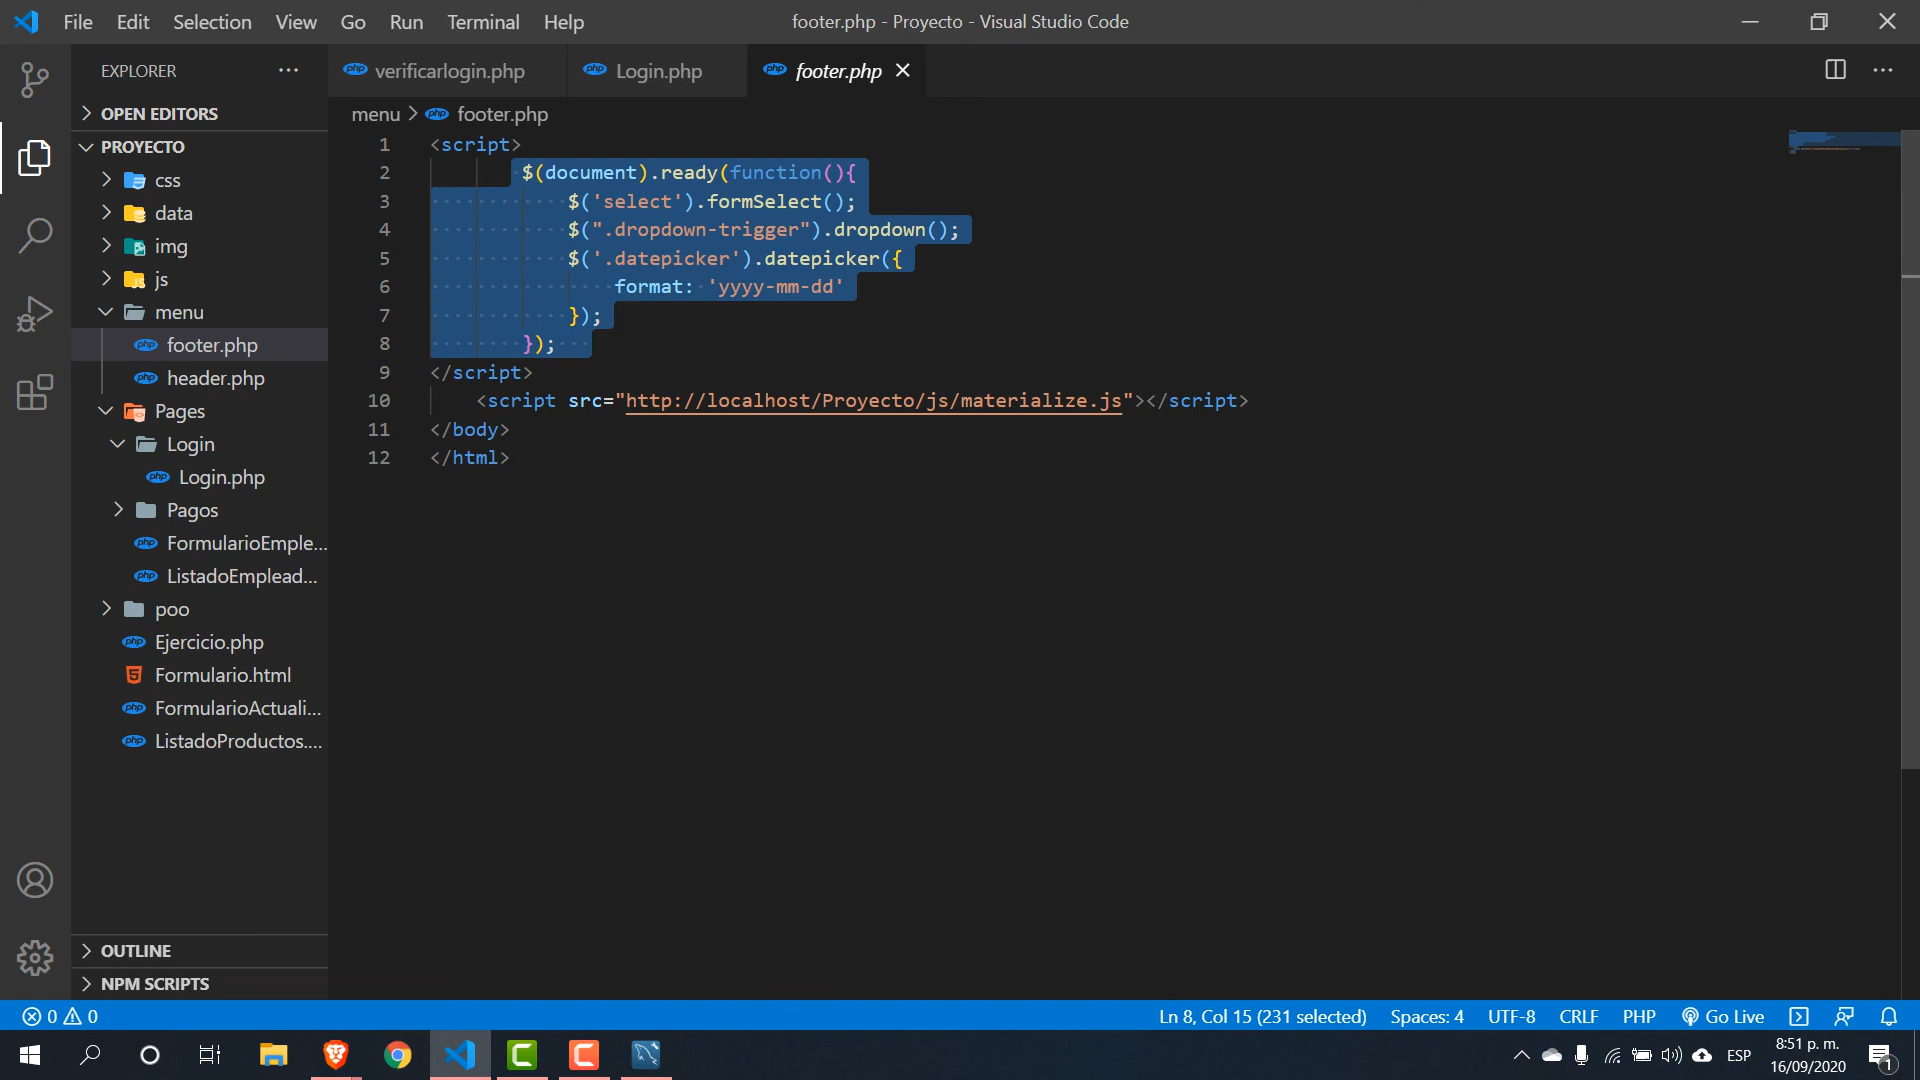 File Edit Selection View Go Run Terminal Help
footer.php - Proyecto - Visual Studio Code
EXPLORER
OPEN EDITORS
PROYECTO
css
data
img
js
menu
footer.php
header.php
Pages
Login
Login.php
Pagos
FormularioEmple...
ListadoEmplead...
poo
Ejercicio.php
Formulario.html
FormularioActuali...
ListadoProductos....
OUTLINE
NPM SCRIPTS
verificarlogin.php
Login.php
footer.php
menu > footer.php
1 <script>
2 $(document).ready(function(){
3 $('select').formSelect();
4 $(".dropdown-trigger").dropdown();
5 $('.datepicker').datepicker({
6 format: 'yyyy-mm-dd'
7 });
8 });
9 </script>
10 <script src="http://localhost/Proyecto/js/materialize.js"></script>
11 </body>
12 </html>
0 0
Ln 8, Col 15 (231 selected) Spaces: 4 UTF-8 CRLF PHP Go Live
ESP
8:51 p. m.
16/09/2020
1